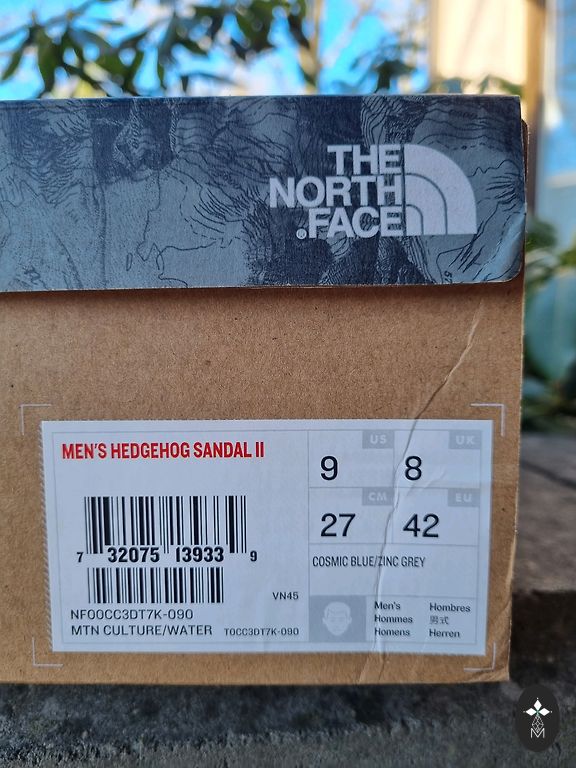 THE
NORTH
®FACE
MEN'S HEDGEHOG SANDAL II
US
9
UK
8
CM
27
EU
42
COSMIC BLUE/ZINC GREY
7 32075 13933 9
VN45
NF00CC3DT7K-090
MTN CULTURE/WATER T0CC3DT7K-090
Men's Hombres
Hommes 男式
Homens Herren
M